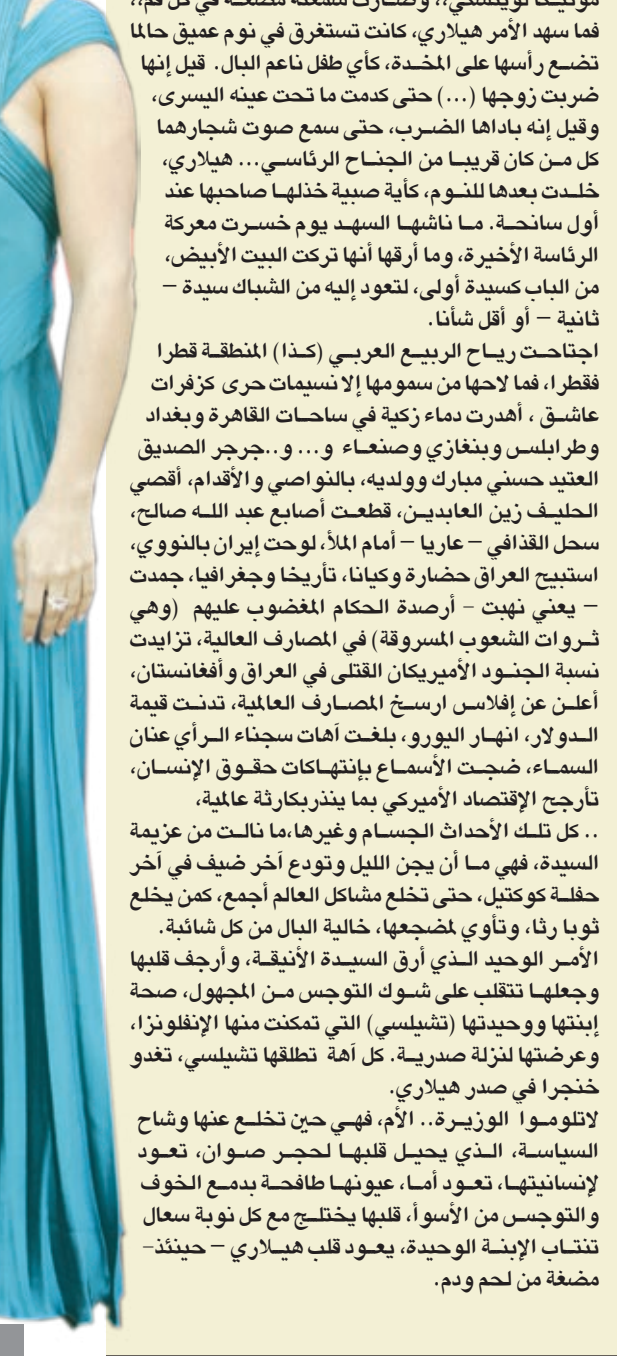 مونيكا لوينسكي،، وصارت سمعته مضغة في كل فم،،
فما سهد الأمر هيلاري، كانت تستغرق في نوم عميق حالما
تضع رأسها على المخدة، كأي طفل ناعم البال. قيل إنها
ضربت زوجها (...) حتى كدمت ما تحت عينه اليسرى،
وقيل إنه باداها الضرب، حتى سمع صوت شجارهما
كل من كان قريبا من الجناح الرئاسي... هيلاري،
خلدت بعدها للنوم، كأية صبية خذلها صاحبها عند
أول سانحة. ما ناشها السهد يوم خسرت معركة
الرئاسة الأخيرة، وما أرقها أنها تركت البيت الأبيض،
من الباب كسيدة أولى، لتعود إليه من الشباك سيدة –
ثانية – أو أقل شأنا.
اجتاحت رياح الربيع العربي (كذا) المنطقة قطرا
فقطرا، فما لاحها من سمومها إلا نسيمات حرى كزفرات
عاشق ، أهدرت دماء زكية في ساحات القاهرة وبغداد
وطرابلس وبنغازي وصنعاء و... و..جرجر الصديق
العتيد حسني مبارك وولديه، بالنواصي والأقدام، أقصي
الحليف زين العابدين، قطعت أصابع عبد الله صالح،
سحل القذافي – عاريا – أمام الملأ، لوحت إيران بالنووي،
استبيح العراق حضارة وكيانا، تأريخا وجغرافيا، جمدت
– يعني نهبت - أرصدة الحكام المغضوب عليهم (وهي
ثروات الشعوب المسروقة) في المصارف العالية، تزايدت
نسبة الجنود الأميريكان القتلى في العراق وأفغانستان،
أعلن عن إفلاس ارسخ المصارف العالمية، تدنت قيمة
الدولار، انهار اليورو، بلغت آهات سجناء الرأي عنان
السماء، ضجت الأسماع بإنتهاكات حقوق الإنسان،
تأرجح الإقتصاد الأميركي بما ينذربكارثة عالمية،
.. كل تلك الأحداث الجسام وغيرها،ما نالت من عزيمة
السيدة، فهي ما أن يجن الليل وتودع آخر ضيف في آخر
حفلة كوكتيل، حتى تخلع مشاكل العالم أجمع، كمن يخلع
ثوبا رثا، وتأوي لمضجعها، خالية البال من كل شائبة.
الأمر الوحيد الذي أرق السيدة الأنيقة، وأرجف قلبها
وجعلها تتقلب على شوك التوجس من المجهول، صحة
إبنتها ووحيدتها (تشيلسي) التي تمكنت منها الإنفلونزا،
وعرضتها لنزلة صدرية. كل آهة تطلقها تشيلسي، تغدو
خنجرا في صدر هيلاري.
لاتلوموا الوزيرة.. الأم، فهي حين تخلع عنها وشاح
السياسة، الذي يحيل قلبها لحجر صوان، تعود
لإنسانيتها، تعود أما، عيونها طافحة بدمع الخوف
والتوجس من الأسوأ، قلبها يختلج مع كل نوبة سعال
تنتاب الإبنة الوحيدة، يعود قلب هيلاري – حينئذ-
مضغة من لحم ودم.